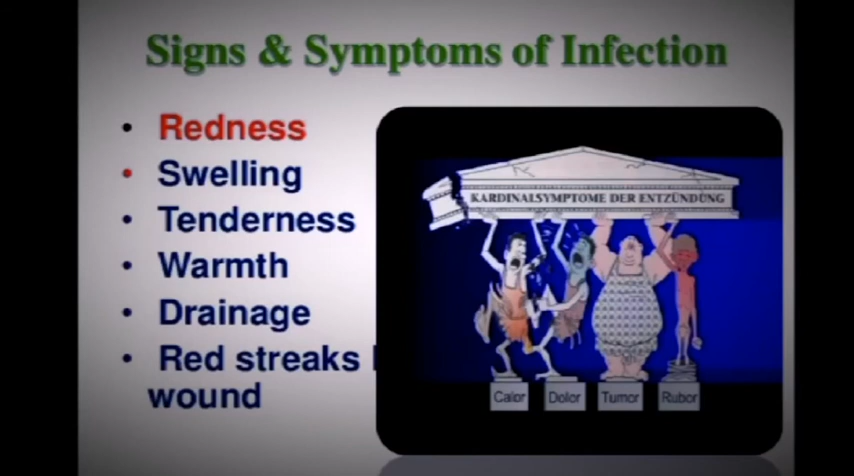 Signs & Symptoms of Infection
• Redness
• Swelling
• Tenderness
• Warmth
• Drainage
• Red streaks
wound
KARDINALSYMPTOME DER ENTZÜNDUNG
Calor Dolor Tumor Rubor